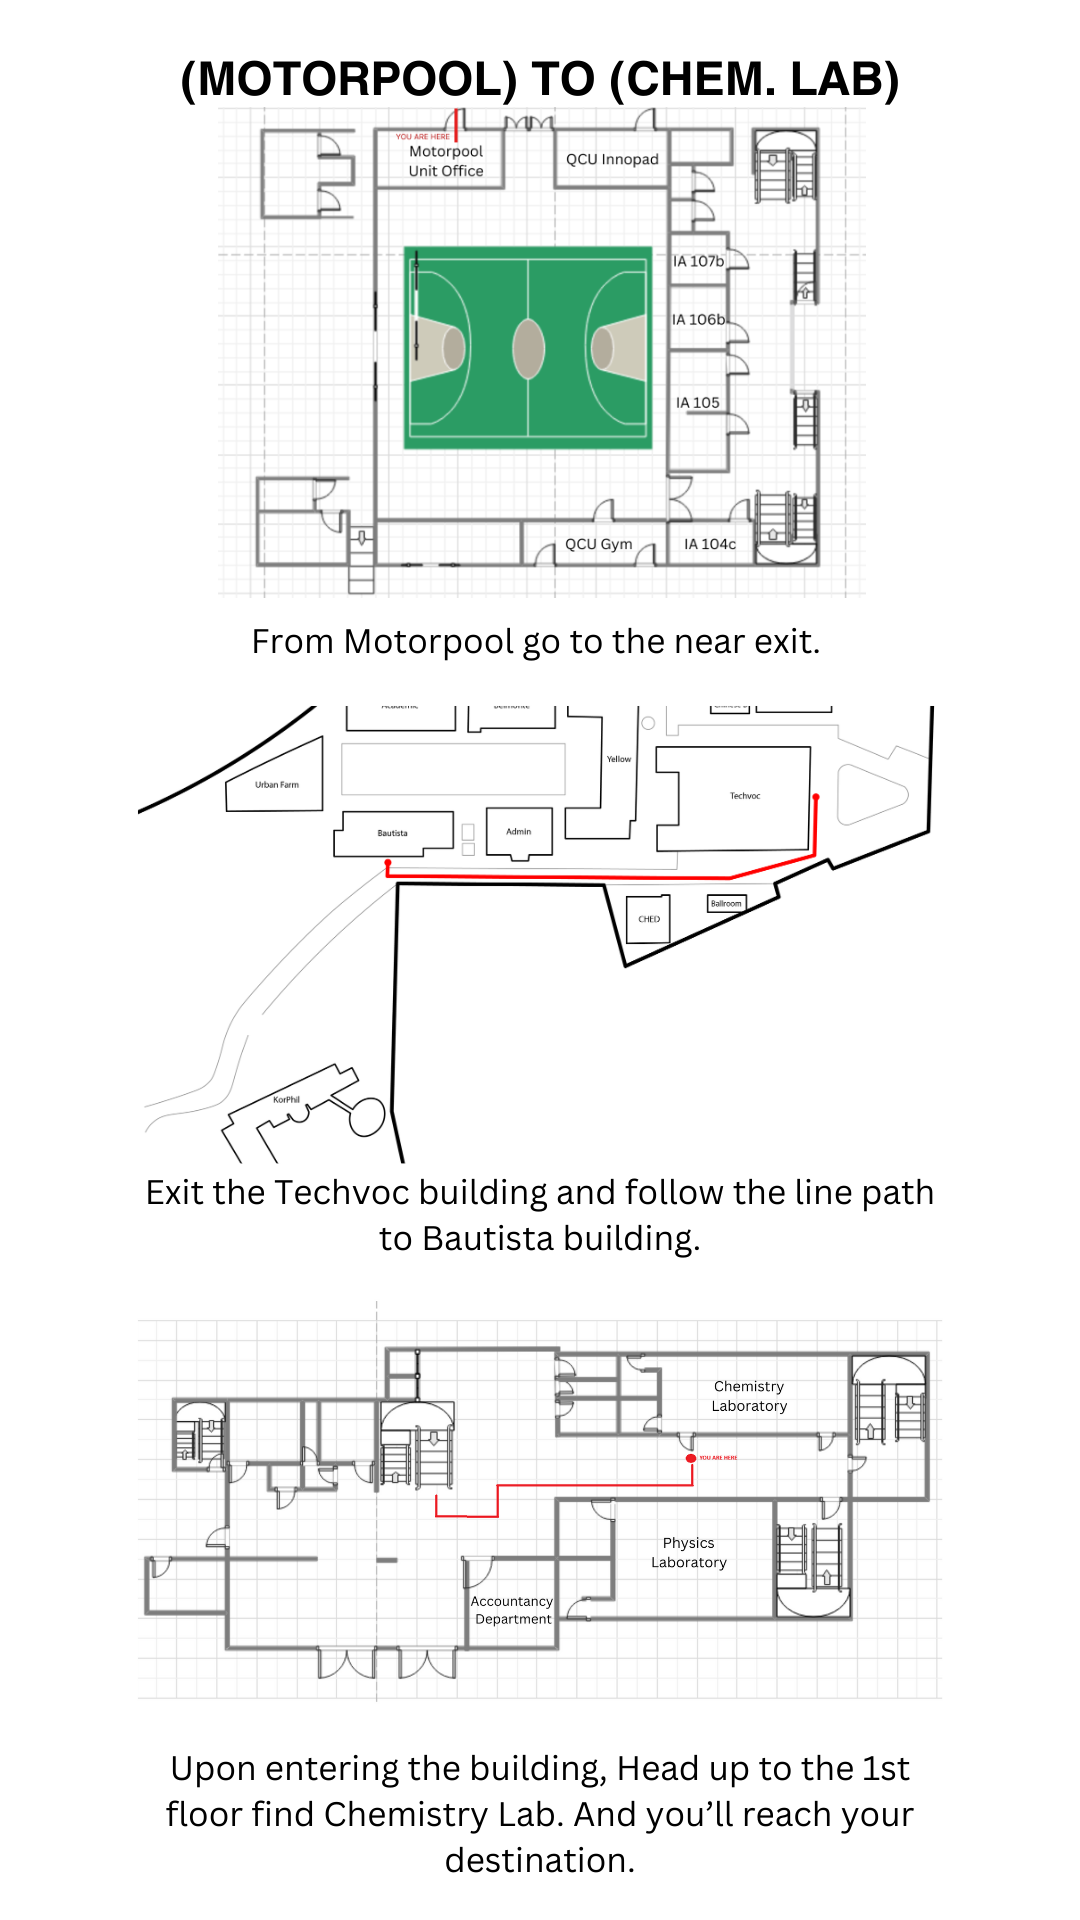 (MOTORPOOL) TO (CHEM. LAB)
YOU ARE HERE
Motorpool
Unit Office
QCU Innopad
IA 107b
IA 106b
IA 105
QCU Gym
IA 104c
From Motorpool go to the near exit.
Academic
Belmonte
Yellow
Urban Farm
Techvoc
Bautista
Admin
CHED
Ballroom
KorPhil
Exit the Techvoc building and follow the line path
to Bautista building.
Chemistry
Laboratory
YOU ARE HERE
Physics
Laboratory
Accountancy
Department
Upon entering the building, Head up to the 1st
floor find Chemistry Lab. And you’ll reach your
destination.